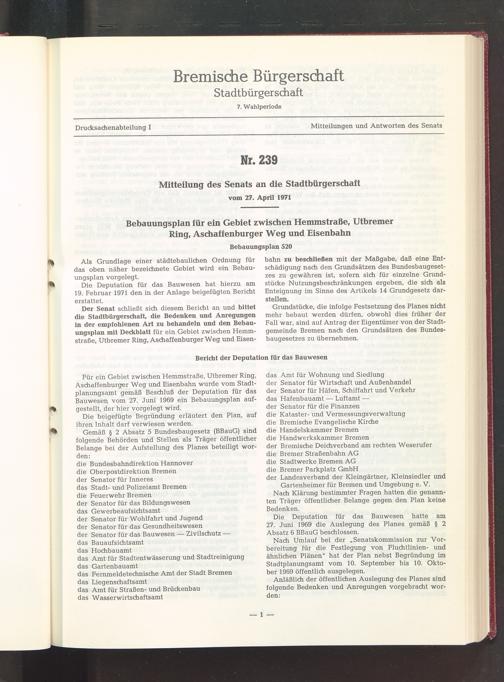 Bremische Bürgerschaft
Stadtbürgerschaft
7. Wahlperiode
Drucksachenabteilung I
Mitteilungen und Antworten des Senats
Nr. 239
Mitteilung des Senats an die Stadtbürgerschaft
vom 27. April 1971
Bebauungsplan für ein Gebiet zwischen Hemmstraße, Utbremer
Ring, Aschaffenburger Weg und Eisenbahn
Bebauungsplan 520
Als Grundlage einer städtebaulichen Ordnung für
das oben näher bezeichnete Gebiet wird ein Bebau-
ungsplan vorgelegt.
Die Deputation für das Bauwesen hat hierzu am
19. Februar 1971 den in der Anlage beigefügten Bericht
erstattet.
Der Senat schließt sich diesem Bericht an und bittet
die Stadtbürgerschaft, die Bedenken und Anregungen
in der empfohlenen Art zu behandeln und den Bebau-
ungsplan mit Deckblatt für ein Gebiet zwischen Hemm-
straße, Utbremer Ring, Aschaffenburger Weg und Eisen-
bahn zu beschließen mit der Maßgabe, daß eine Ent-
schädigung nach den Grundsätzen des Bundesbaugeset-
zes zu gewähren ist, sofern sich für einzelne Grund-
stücke Nutzungsbeschränkungen ergeben, die sich als
Enteignung im Sinne des Artikels 14 Grundgesetz dar-
stellen.
Grundstücke, die infolge Festsetzung des Planes nicht
mehr bebaut werden dürfen, obwohl dies früher der
Fall war, sind auf Antrag der Eigentümer von der Stadt-
gemeinde Bremen nach den Grundsätzen des Bundes-
baugesetzes zu übernehmen.
Bericht der Deputation für das Bauwesen
Für ein Gebiet zwischen Hemmstraße, Utbremer Ring,
Aschaffenburger Weg und Eisenbahn wurde vom Stadt-
planungsamt gemäß Beschluß der Deputation für das
Bauwesen vom 27. Juni 1969 ein Bebauungsplan auf-
gestellt, der hier vorgelegt wird.
Die beigefügte Begründung erläutert den Plan, auf
ihren Inhalt darf verwiesen werden.
Gemäß § 2 Absatz 5 Bundesbaugesetz (BBauG) sind
folgende Behörden und Stellen als Träger öffentlicher
Belange bei der Aufstellung des Planes beteiligt wor-
den:
die Bundesbahndirektion Hannover
die Oberpostdirektion Bremen
der Senator für Inneres
das Stadt- und Polizeiamt Bremen
die Feuerwehr Bremen
der Senator für das Bildungswesen
das Gewerbeaufsichtsamt
der Senator für Wohlfahrt und Jugend
der Senator für das Gesundheitswesen
der Senator für das Bauwesen — Zivilschutz —
das Bauaufsichtsamt
das Hochbauamt
das Amt für Stadtentwässerung und Stadtreinigung
das Gartenbauamt
das Fernmeldetechnische Amt der Stadt Bremen
das Liegenschaftsamt
das Amt für Straßen- und Brückenbau
das Wasserwirtschaftsamt
das Amt für Wohnung und Siedlung
der Senator für Wirtschaft und Außenhandel
der Senator für Häfen, Schiffahrt und Verkehr
das Hafenbauamt — Luftamt —
der Senator für die Finanzen
die Kataster- und Vermessungsverwaltung
die Bremische Evangelische Kirche
die Handelskammer Bremen
die Handwerkskammer Bremen
der Bremische Deichverband am rechten Weserufer
die Bremer Straßenbahn AG
die Stadtwerke Bremen AG
die Bremer Parkplatz GmbH
der Landesverband der Kleingärtner, Kleinsiedler und
Gartenheimer für Bremen und Umgebung e. V.
Nach Klärung bestimmter Fragen hatten die genann-
ten Träger öffentlicher Belange gegen den Plan keine
Bedenken.
Die Deputation für das Bauwesen hatte am
27. Juni 1969 die Auslegung des Planes gemäß § 2
Absatz 6 BBauG beschlossen.
Nach Umlauf bei der „Senatskommission zur Vor-
bereitung für die Festlegung von Fluchtlinien- und
ähnlichen Plänen“ hat der Plan nebst Begründung im
Stadtplanungsamt vom 10. September bis 10. Okto-
ber 1969 öffentlich ausgelegen.
Anläßlich der öffentlichen Auslegung des Planes sind
folgende Bedenken und Anregungen vorgebracht wor-
den:
— 1 —